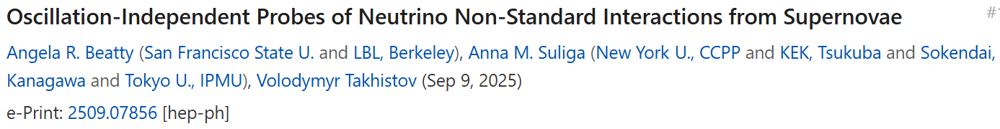 Oscillation-Independent Probes of Neutrino Non-Standard Interactions from Supernovae
#
Angela R. Beatty (San Francisco State U. and LBL, Berkeley), Anna M. Suliga (New York U., CCPP and KEK, Tsukuba and Sokendai,
Kanagawa and Tokyo U., IPMU), Volodymyr Takhistov (Sep 9, 2025)
e-Print: 2509.07856 [hep-ph]